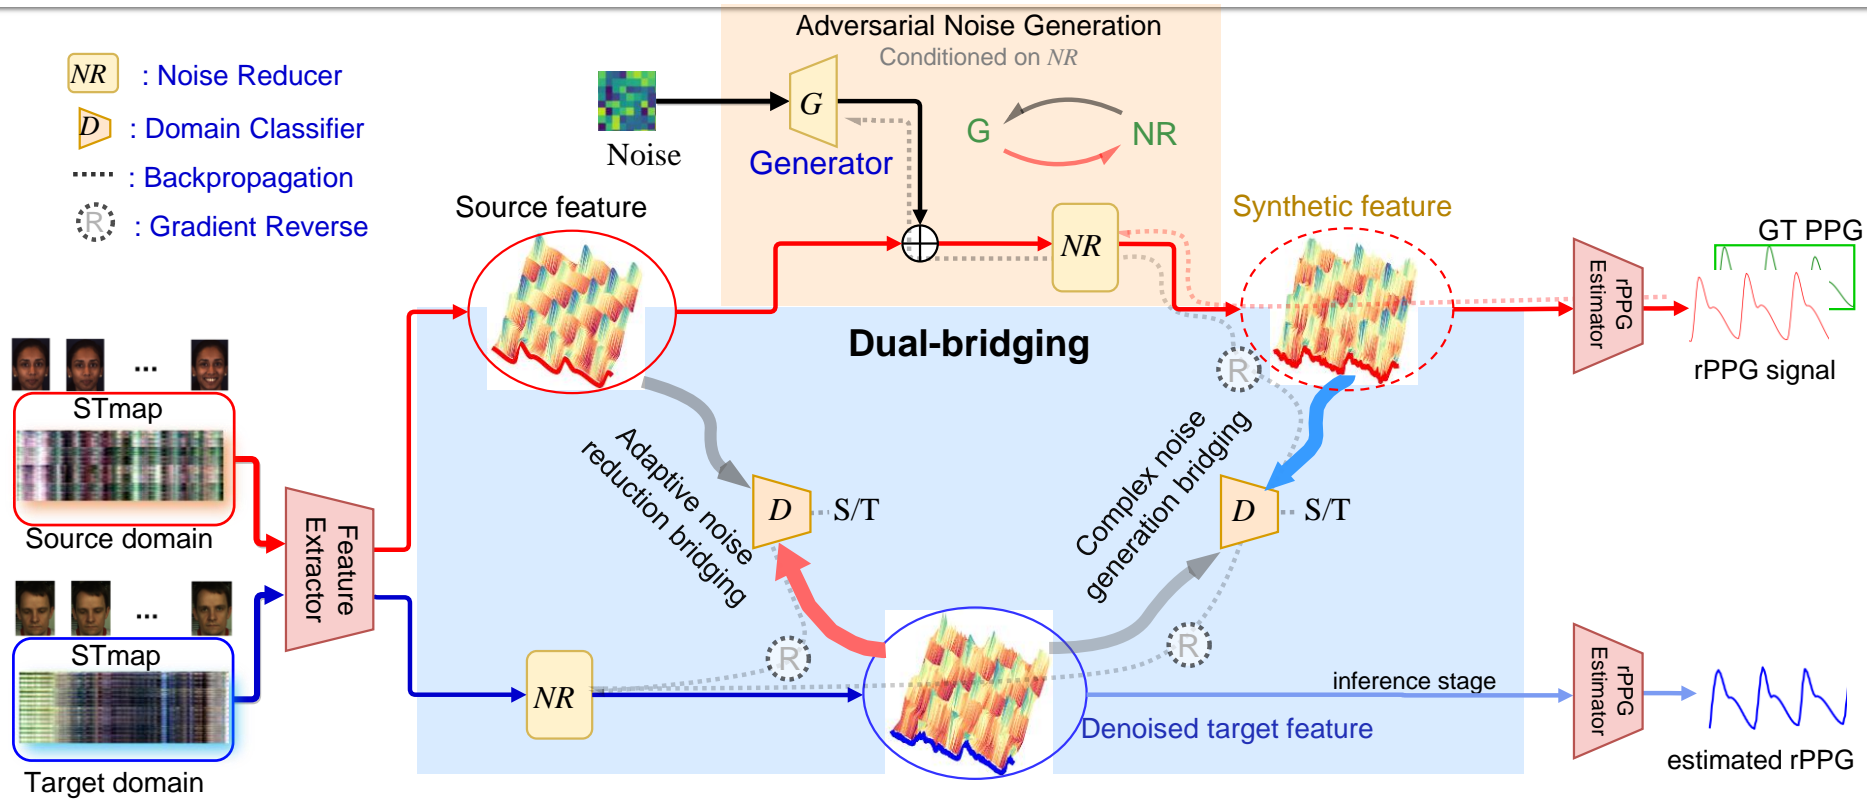 Adversarial Noise Generation
Conditioned on NR
NR : Noise Reducer
D : Domain Classifier
: Backpropagation
R : Gradient Reverse
Noise
G
Generator
G
NR
Source feature
NR
Synthetic feature
GT PPG
rPPG
Estimator
rPPG signal
Dual-bridging
R
...
STmap
Source domain
Feature
Extractor
Adaptive noise
reduction bridging
D
S/T
Complex noise
generation bridging
D
S/T
...
STmap
Target domain
NR
R
R
Denoised target feature
inference stage
rPPG
Estimator
estimated rPPG